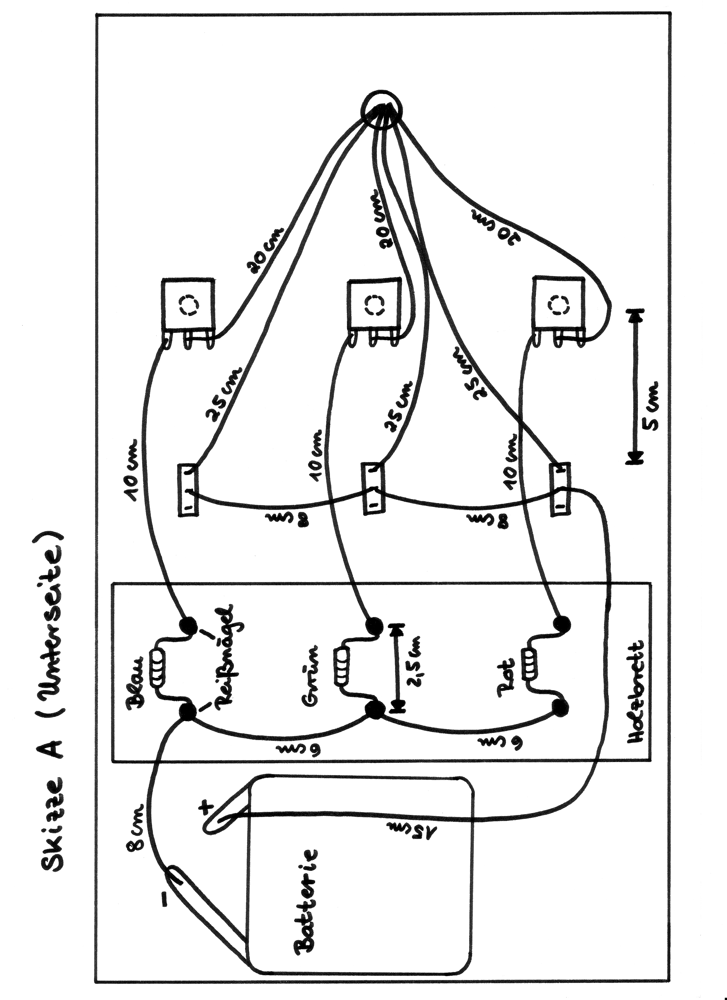 Skizze A (Unterseite)
Blau
Reißnägel
Grün
2,5 cm
Rot
Holzbrett
Batterie
+
-
8 cm
15 cm
6 cm
6 cm
10 cm
10 cm
10 cm
8 cm
8 cm
25 cm
25 cm
25 cm
20 cm
20 cm
20 cm
5 cm